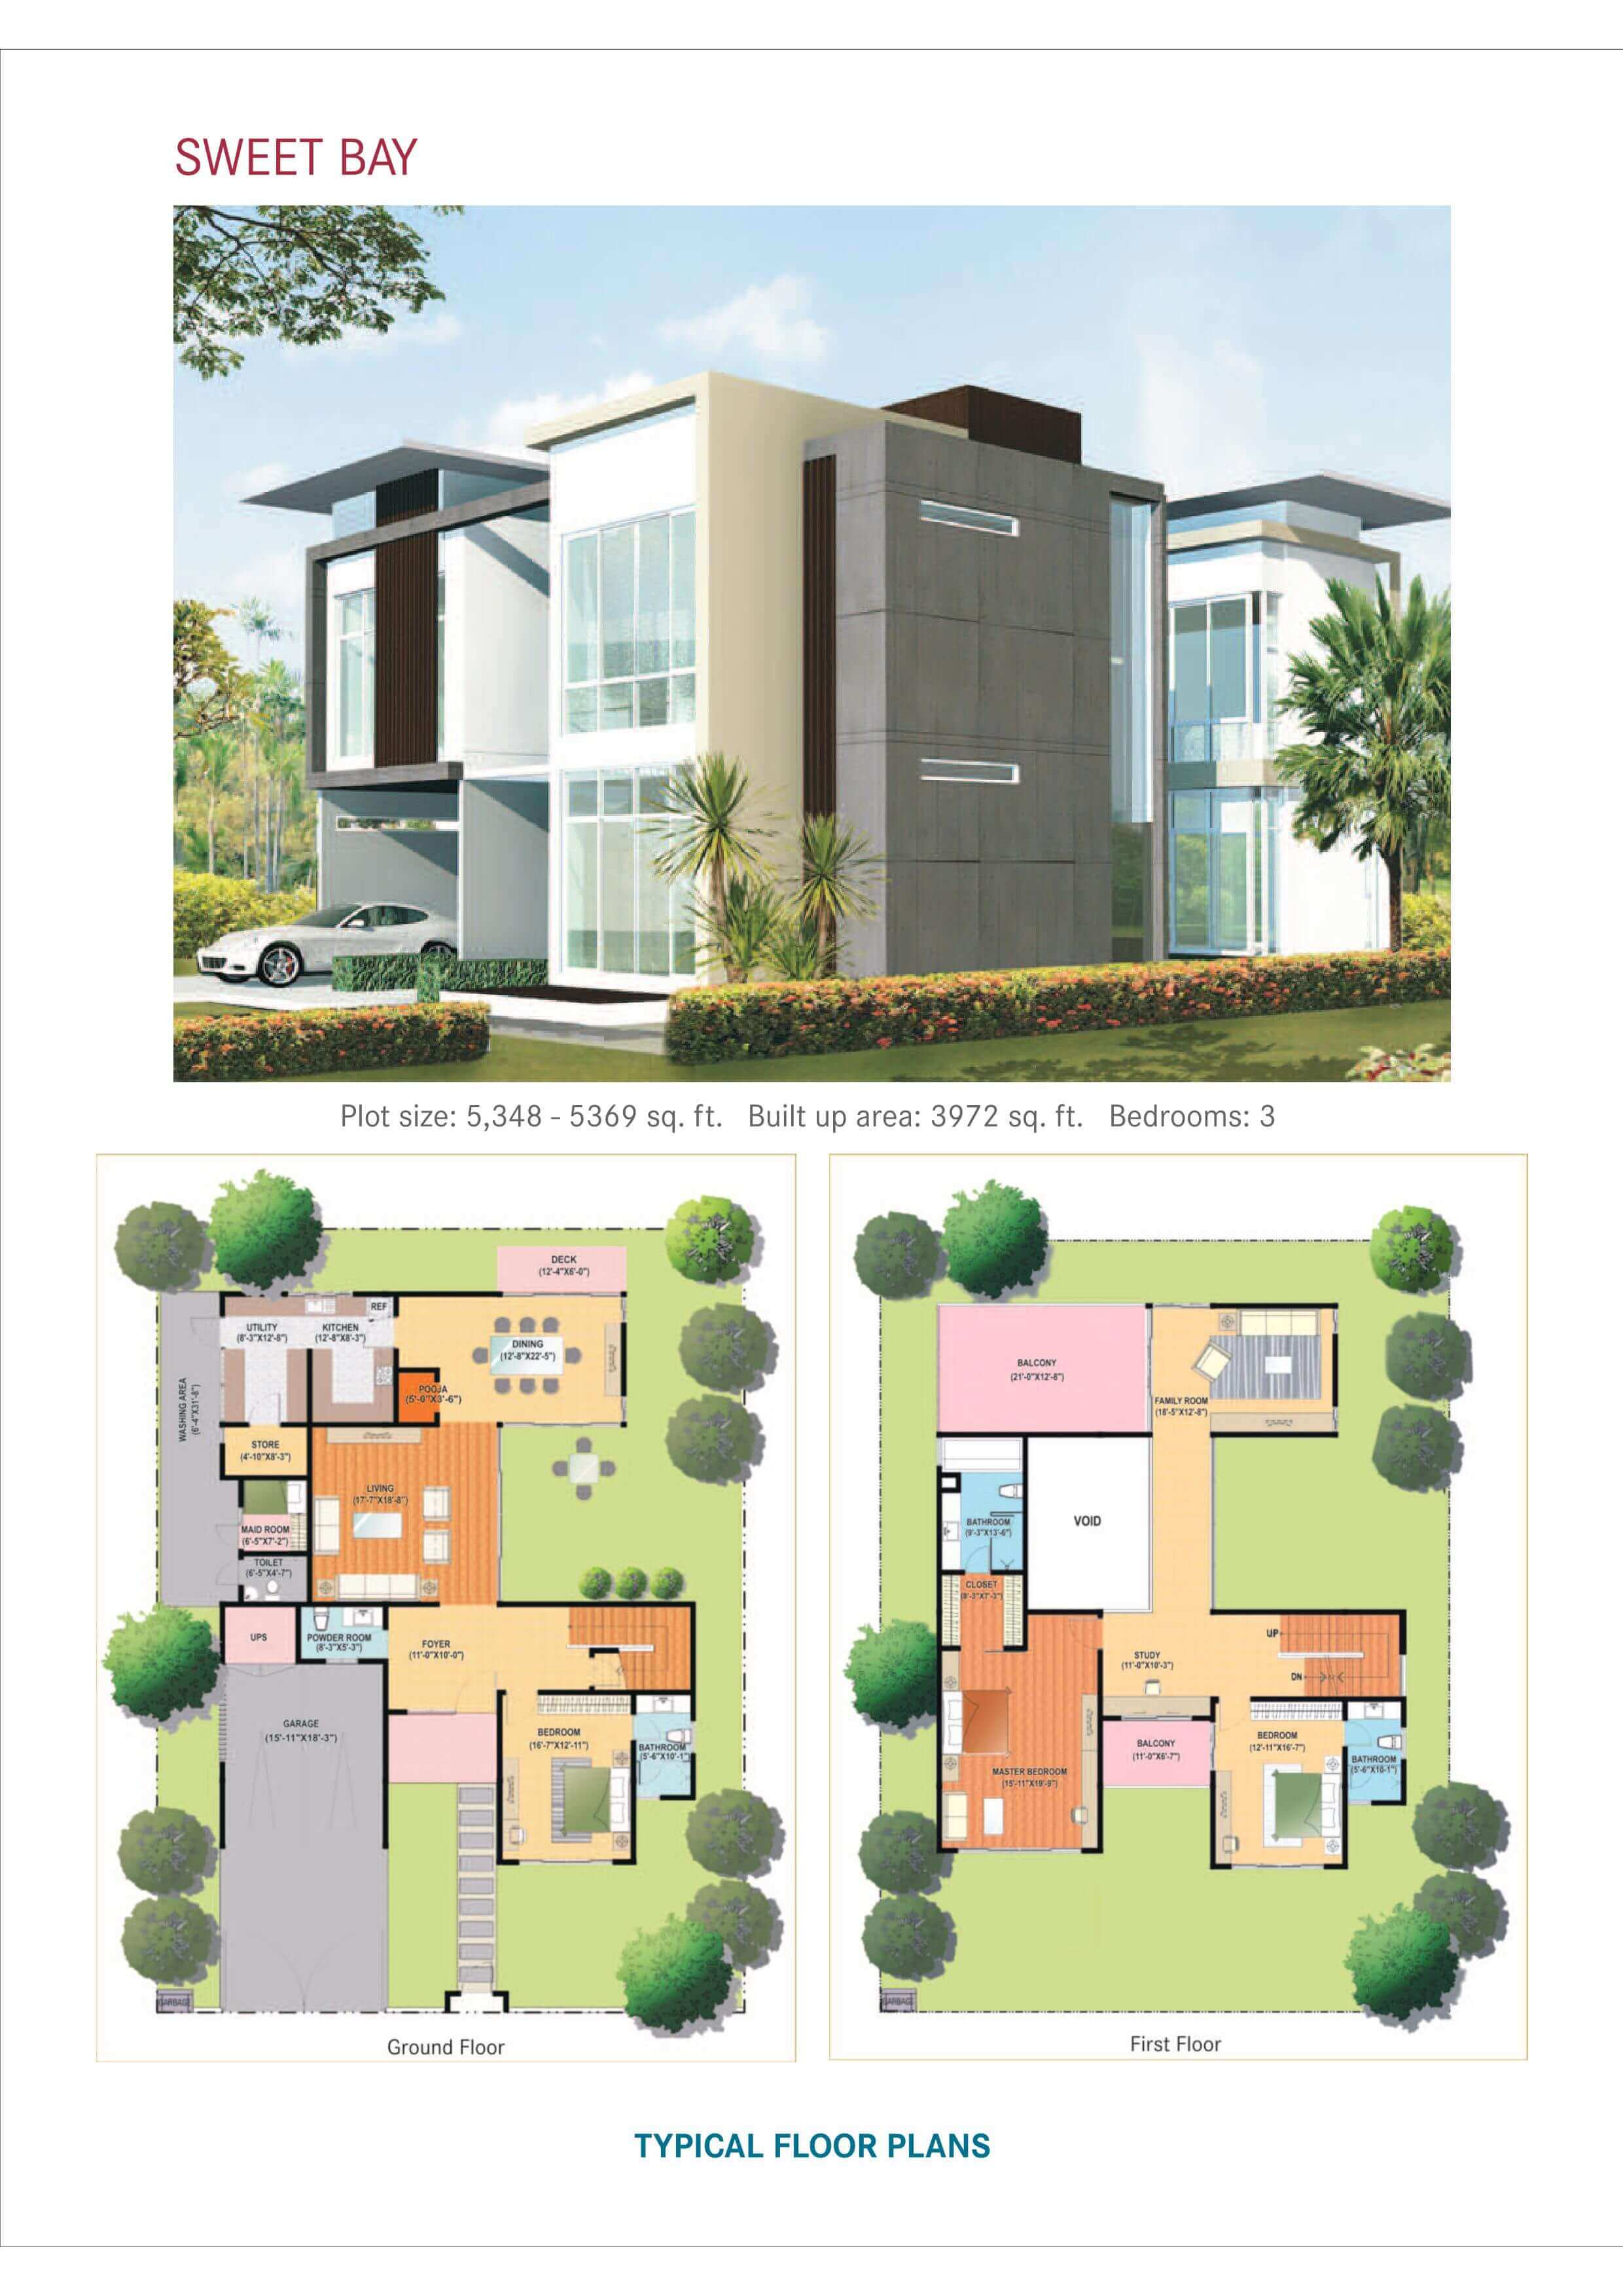 SWEET BAY
Plot size: 5,348 - 5369 sq. ft. Built up area: 3972 sq. ft. Bedrooms: 3
DECK
(12'-4"X6'-0")
REF
UTILITY
(8'-3"X12'-8")
KITCHEN
(12'-8"X8'-3")
DINING
(12'-8"X22'-5")
POOJA
(5'-0"X3'-6")
WASHING AREA
(6'-4"X31'-8")
STORE
(4'-10"X8'-3")
LIVING
(17'-7"X18'-8")
MAID ROOM
(6'-5"X7'-2")
TOILET
(6'-5"X4'-7")
UPS
POWDER ROOM
(8'-3"X5'-3")
FOYER
(11'-0"X10'-0")
GARAGE
(15'-11"X18'-3")
BEDROOM
(16'-7"X12'-11")
BATHROOM
(5'-6"X10'-1")
GARBAGE
Ground Floor
BALCONY
(21'-0"X12'-8")
FAMILY ROOM
(18'-5"X12'-8")
BATHROOM
(9'-3"X13'-6")
VOID
CLOSET
(9'-3"X7'-3")
UP
STUDY
(11'-0"X10'-3")
DN
BALCONY
(11'-0"X6'-7")
BEDROOM
(12'-11"X16'-7")
BATHROOM
(5'-6"X10-1")
MASTER BEDROOM
(15'-11"X19'-9")
GARBAGE
First Floor
TYPICAL FLOOR PLANS